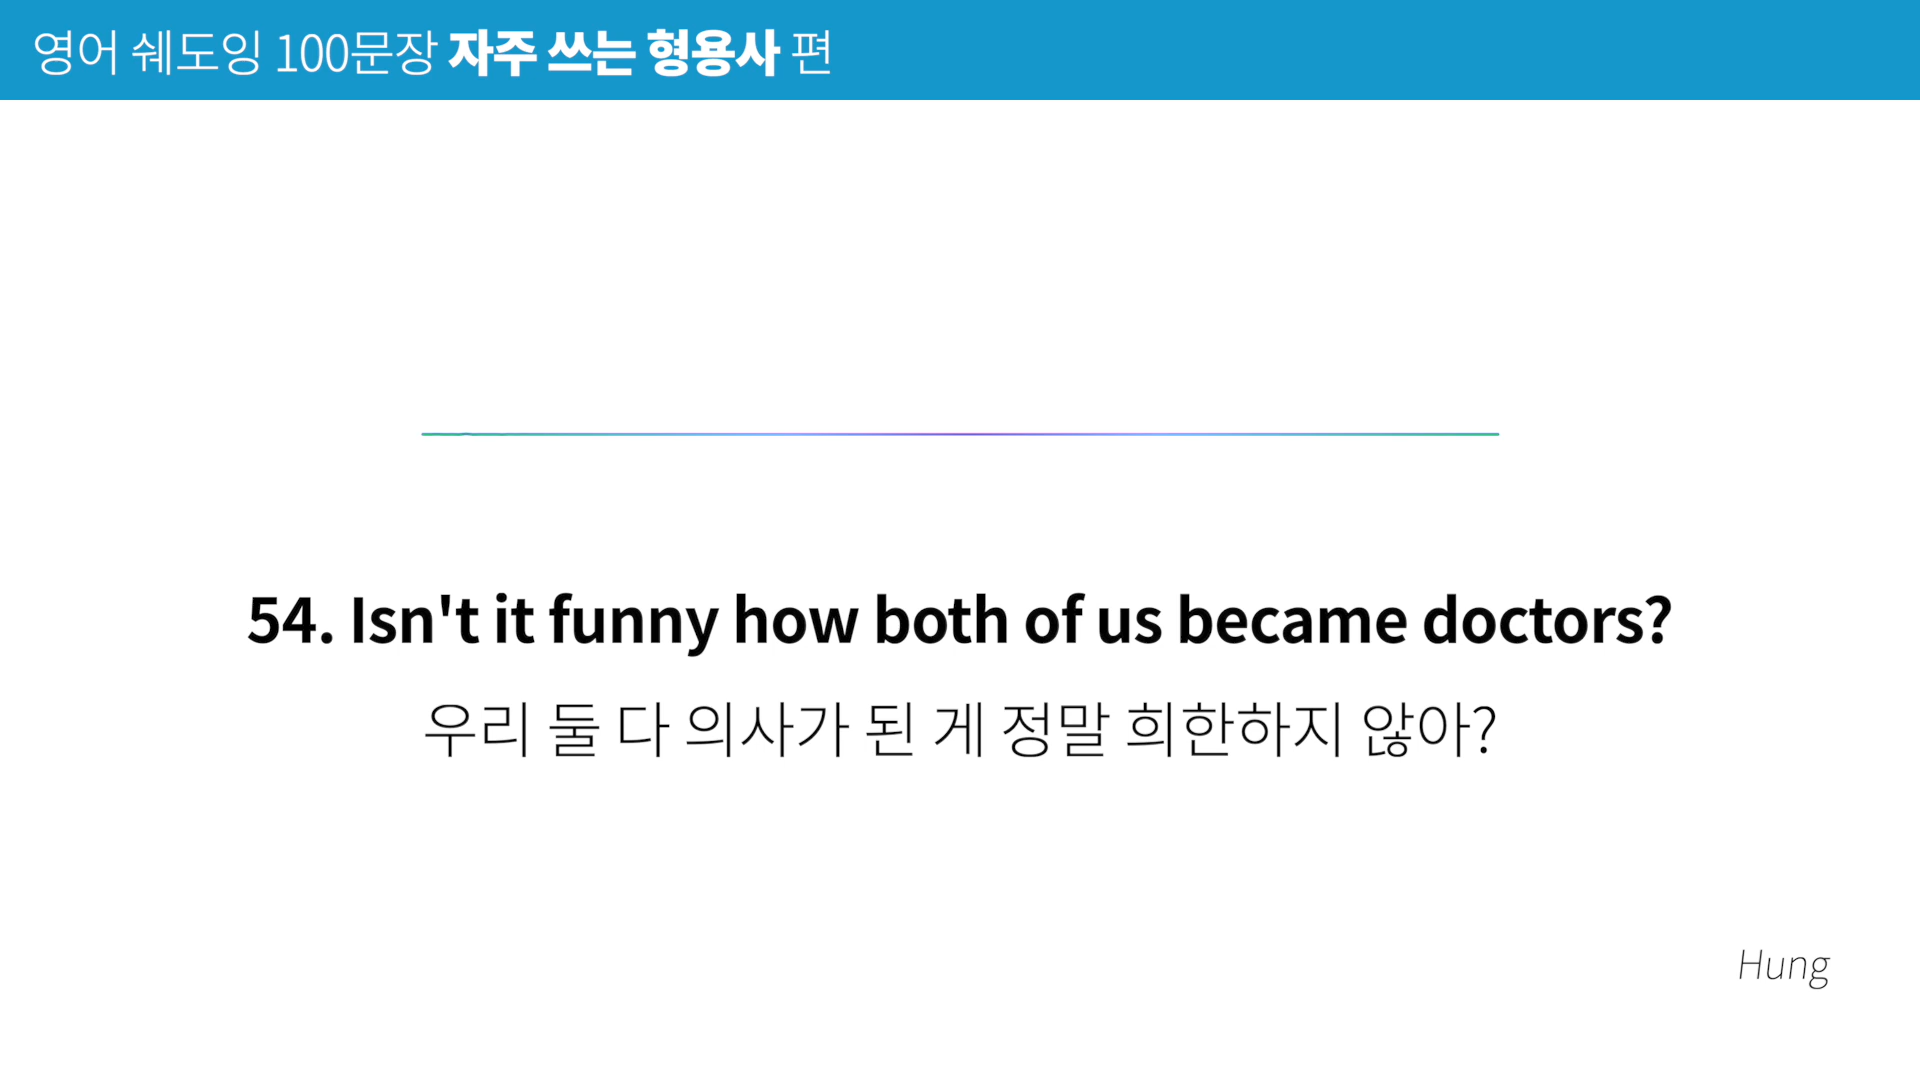 영어 쉐도잉 100문장 자주 쓰는 형용사 편
54. Isn't it funny how both of us became doctors?
우리 둘 다 의사가 된 게 정말 희한하지 않아?
Hung